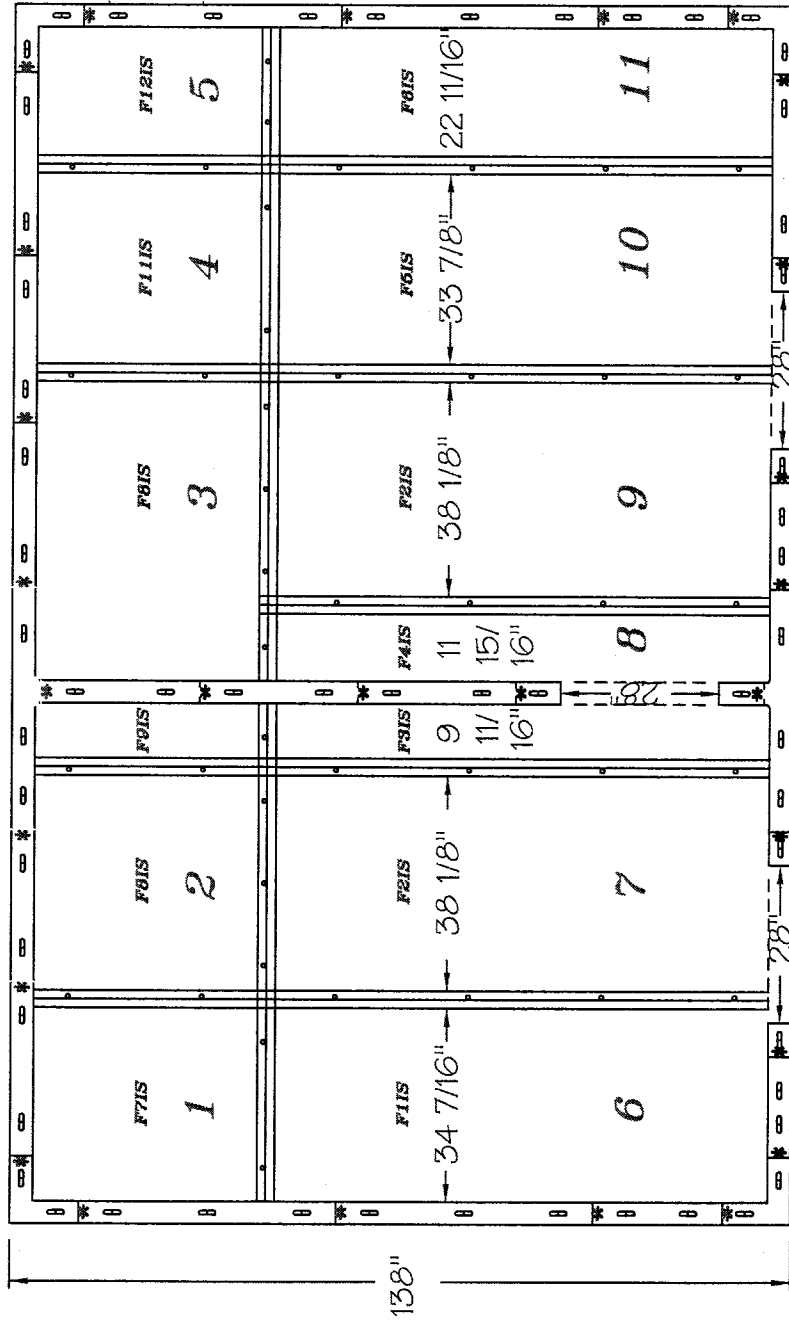 F7IS F8IS F9IS F8IS F11IS F12IS
1 2 3 4 5
F1IS F2IS F3IS F4IS F2IS F5IS F6IS
138"
34 7/16" 38 1/8" 9 11/16" 11 15/16" 38 1/8" 33 7/8" 22 11/16"
6 7 8 9 10 11
28"
28" 28"